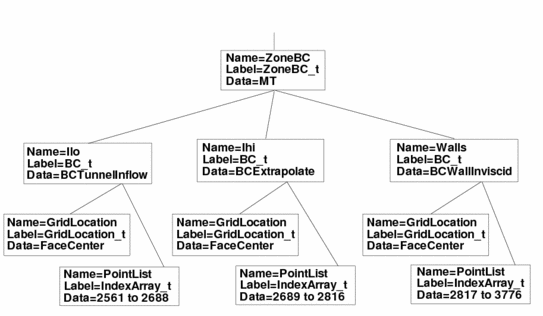 Name=ZoneBC
Label=ZoneBC_t
Data=MT
Name=Ilo
Label=BC_t
Data=BCTunnelInflow
Name=Ihi
Label=BC_t
Data=BCExtrapolate
Name=Walls
Label=BC_t
Data=BCWallInviscid
Name=GridLocation
Label=GridLocation_t
Data=FaceCenter
Name=GridLocation
Label=GridLocation_t
Data=FaceCenter
Name=GridLocation
Label=GridLocation_t
Data=FaceCenter
Name=PointList
Label=IndexArray_t
Data=2561 to 2688
Name=PointList
Label=IndexArray_t
Data=2689 to 2816
Name=PointList
Label=IndexArray_t
Data=2817 to 3776